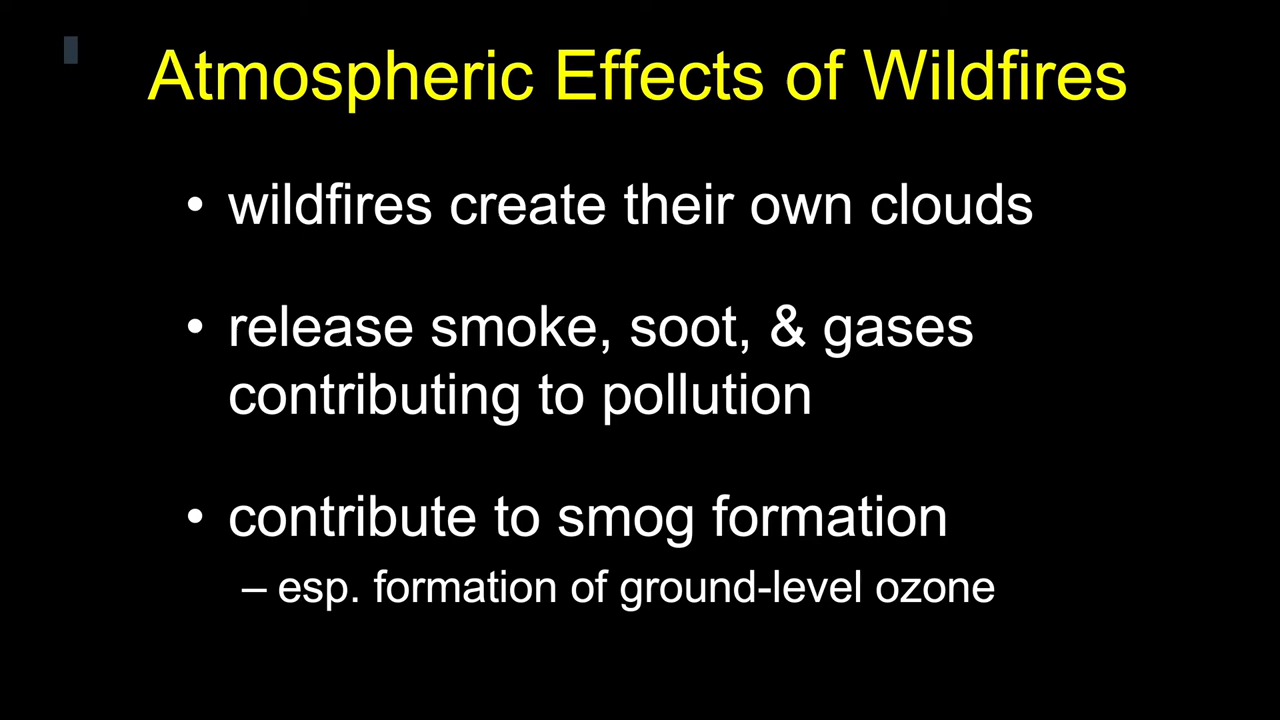 Atmospheric Effects of Wildfires
• wildfires create their own clouds
• release smoke, soot, & gases
contributing to pollution
• contribute to smog formation
– esp. formation of ground-level ozone